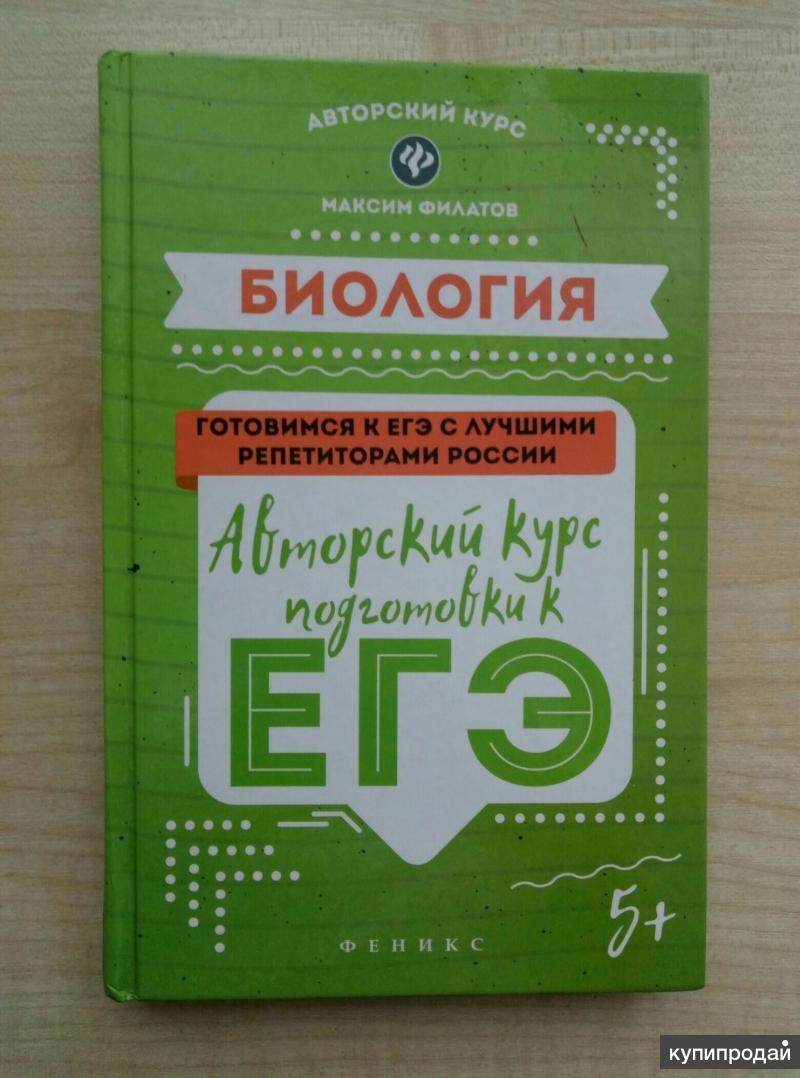 АВТОРСКИЙ КУРС
МАКСИМ ФИЛАТОВ
БИОЛОГИЯ
ГОТОВИМСЯ К ЕГЭ С ЛУЧШИМИ
РЕПЕТИТОРАМИ РОССИИ
Авторский курс
подготовки к
ЕГЭ
5+
ФЕНИКС
купипродай